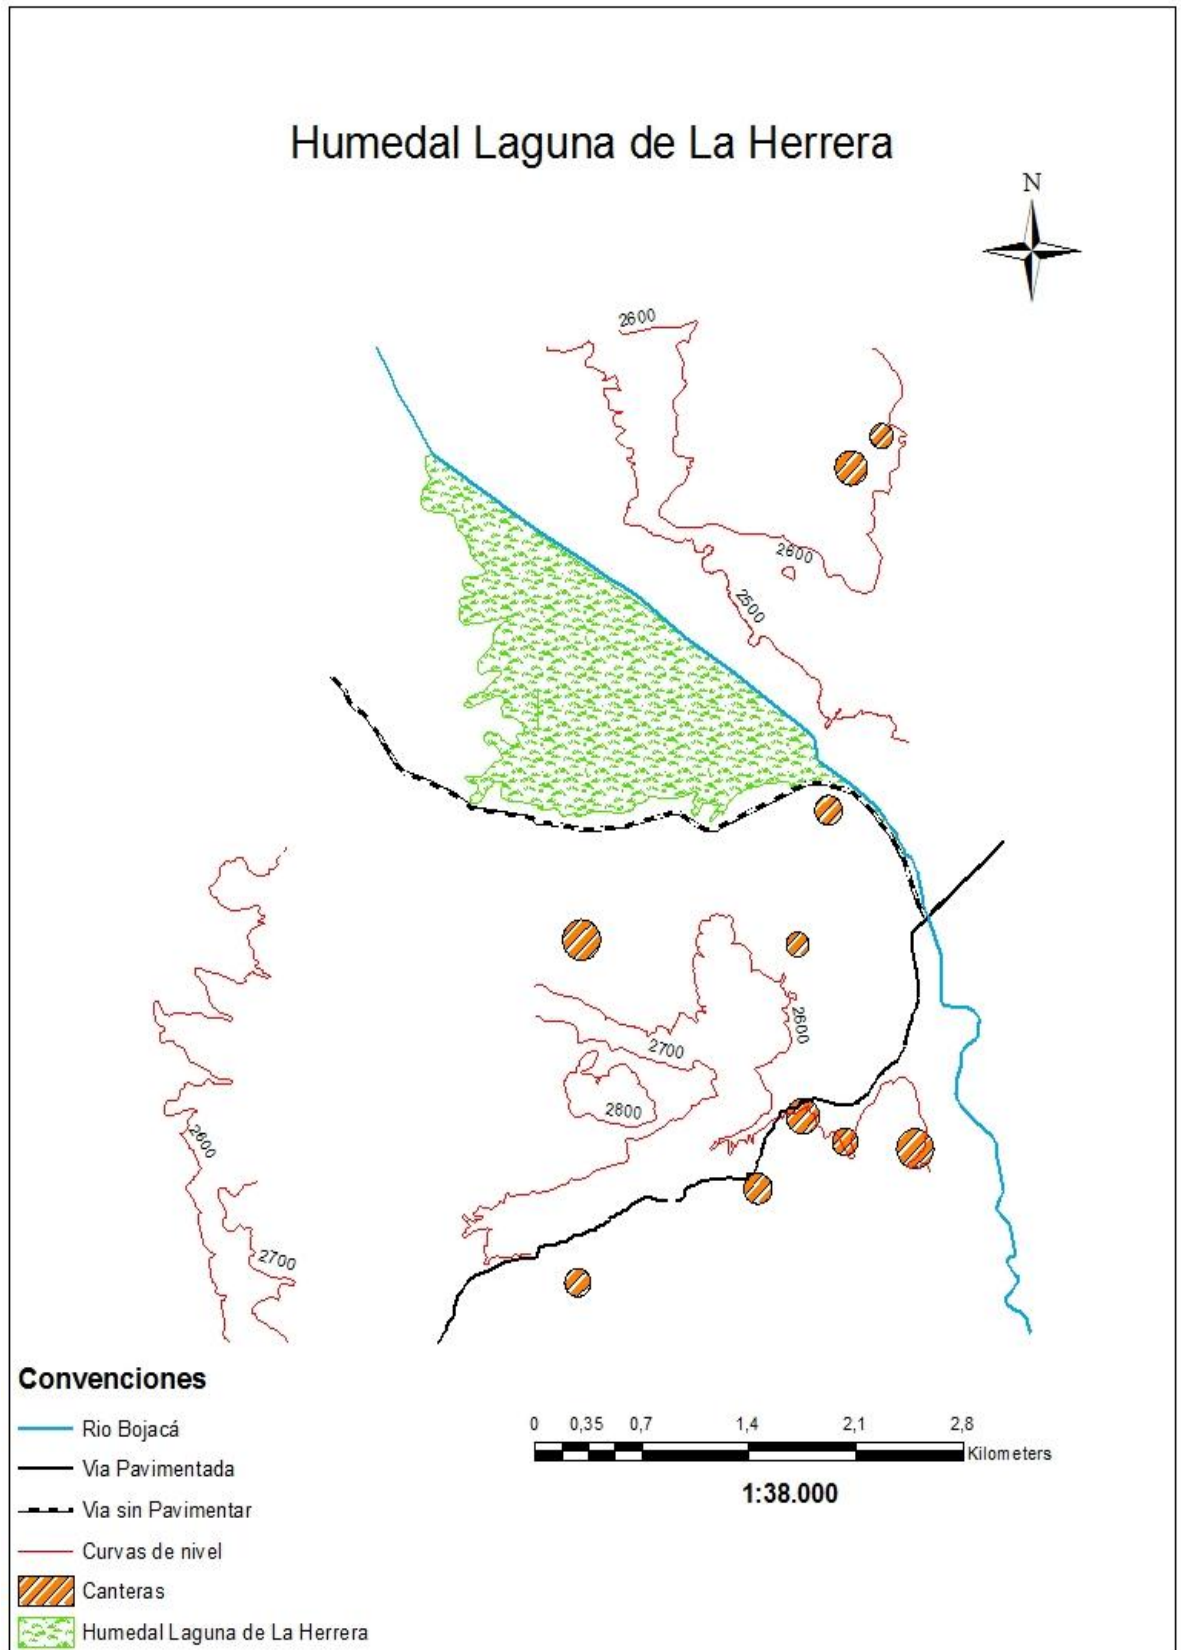 Humedal Laguna de La Herrera
N
2600
2600
2500
2600
2700
2800
2600
2700
Convenciones
Rio Bojacá
Via Pavimentada
Via sin Pavimentar
Curvas de nivel
Canteras
Humedal Laguna de La Herrera
0 0,35 0,7 1,4 2,1 2,8
Kilometers
1:38.000